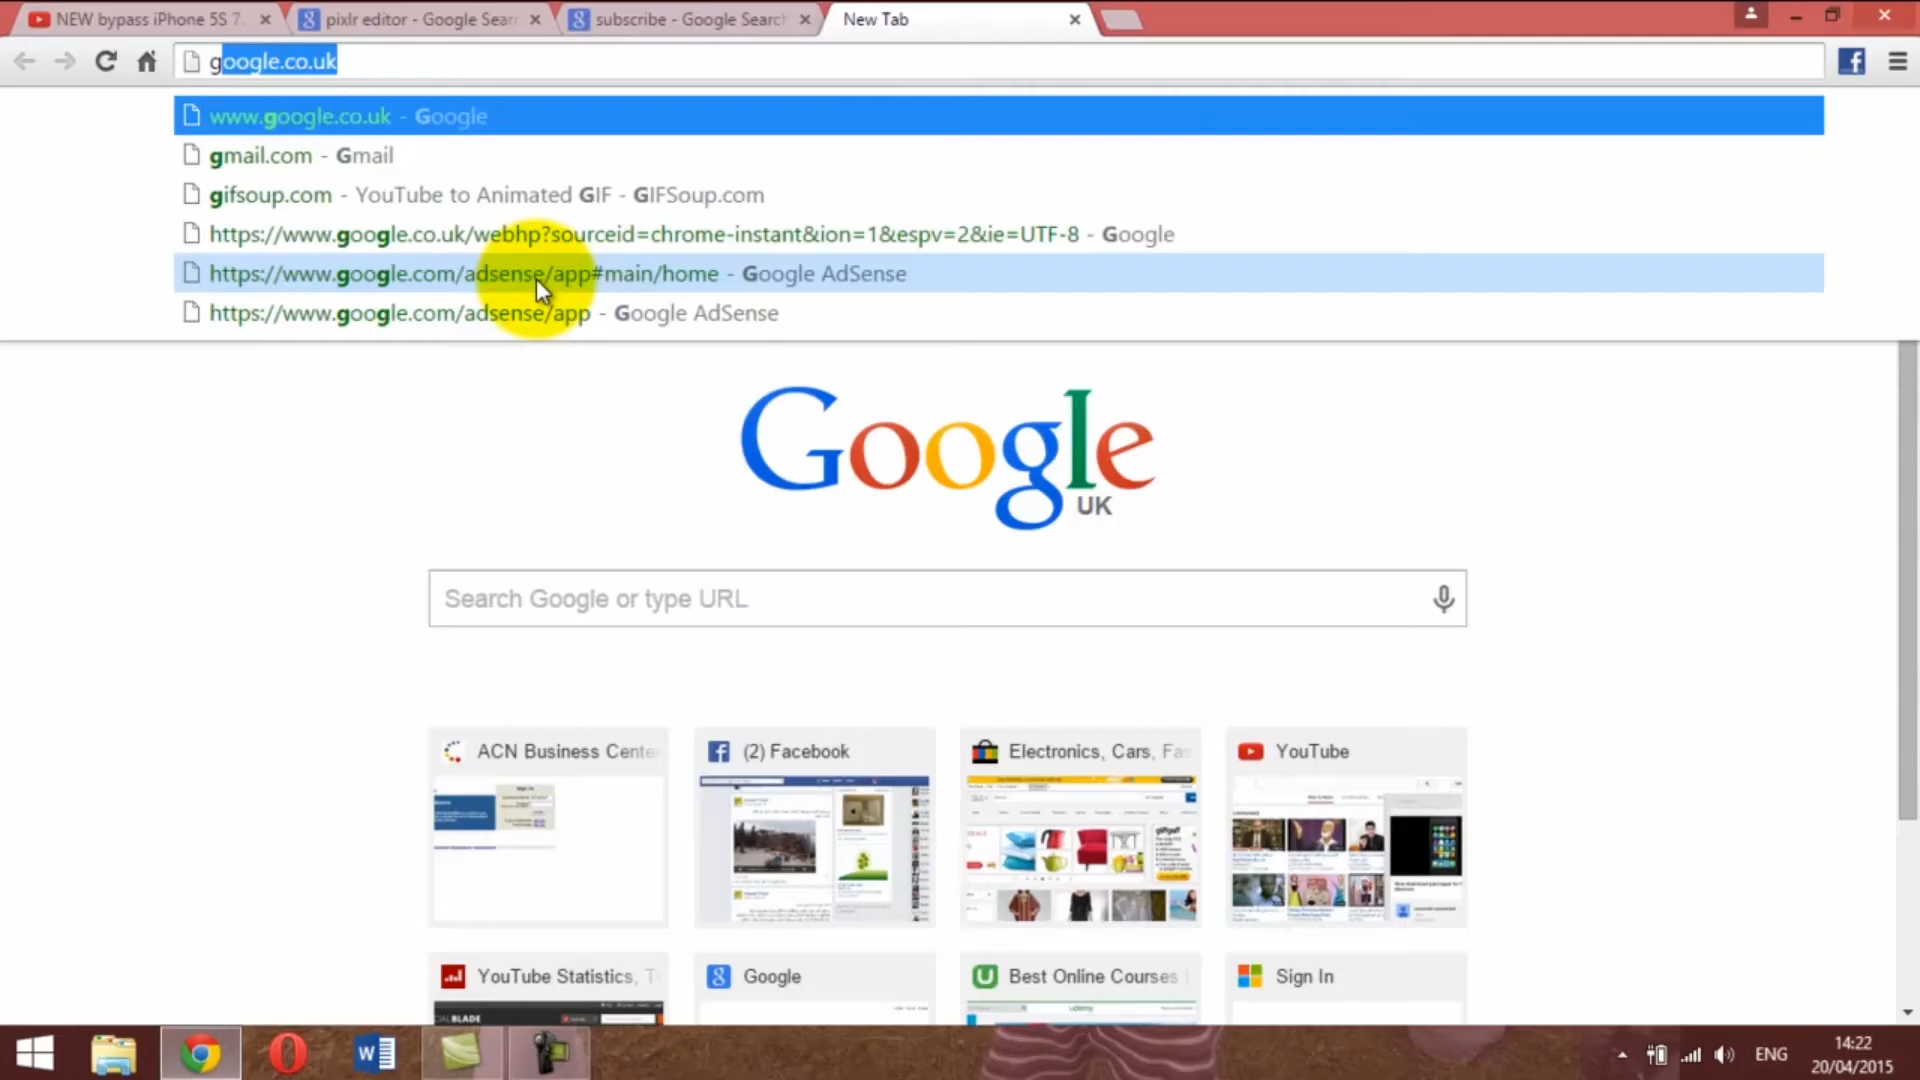 NEW bypass iPhone 5S 7.
pixlr editor - Google Sear
subscribe - Google Search
New Tab
google.co.uk
www.google.co.uk - Google
gmail.com - Gmail
gifsoup.com - YouTube to Animated GIF - GIFSoup.com
https://www.google.co.uk/webhp?sourceid=chrome-instant&ion=1&espv=2&ie=UTF-8 - Google
https://www.google.com/adsense/app#main/home - Google AdSense
https://www.google.com/adsense/app - Google AdSense
Google
UK
Search Google or type URL
ACN Business Cente
(2) Facebook
Electronics, Cars, Fas
YouTube
YouTube Statistics, T
Google
Best Online Courses
Sign In
BLADE
udemy
ENG
14:22
20/04/2015